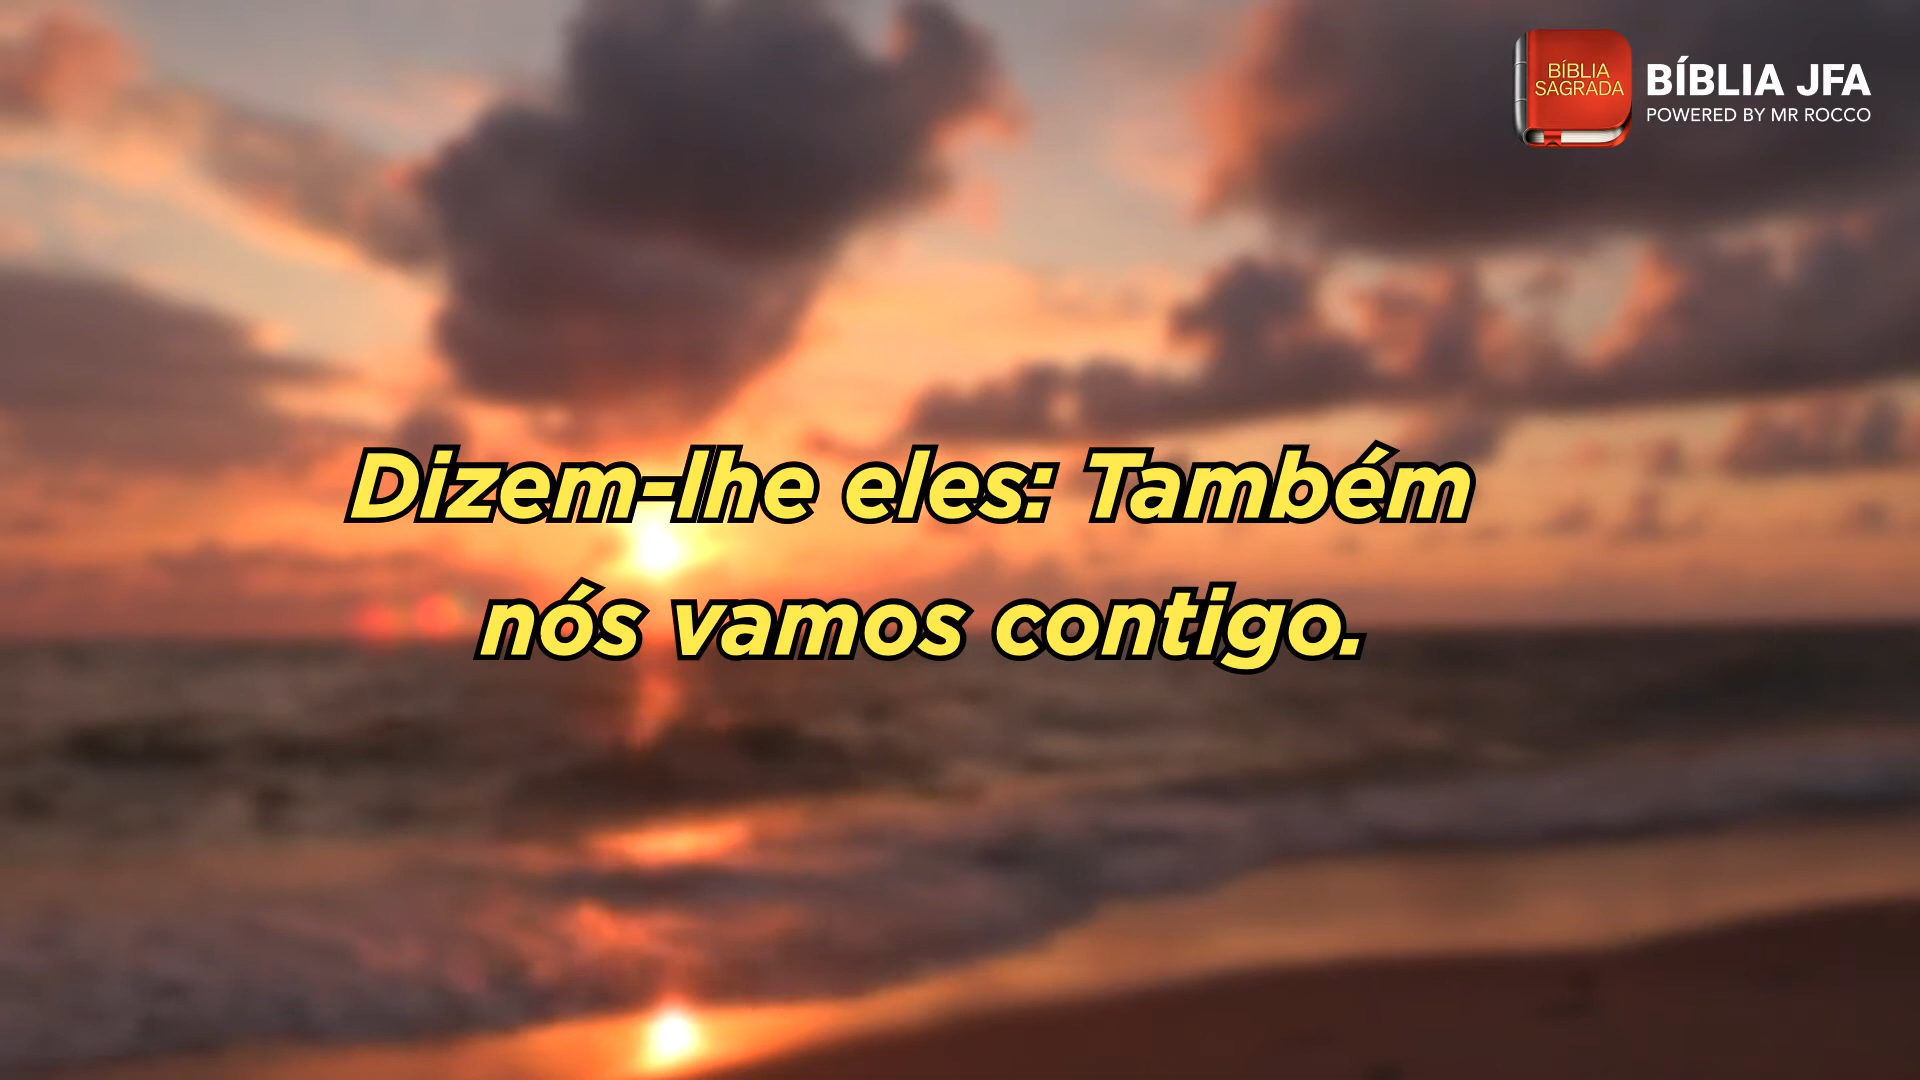 BÍBLIA
SAGRADA
BÍBLIA JFA
POWERED BY MR ROCCO
Dizem-lhe eles: Também
nós vamos contigo.